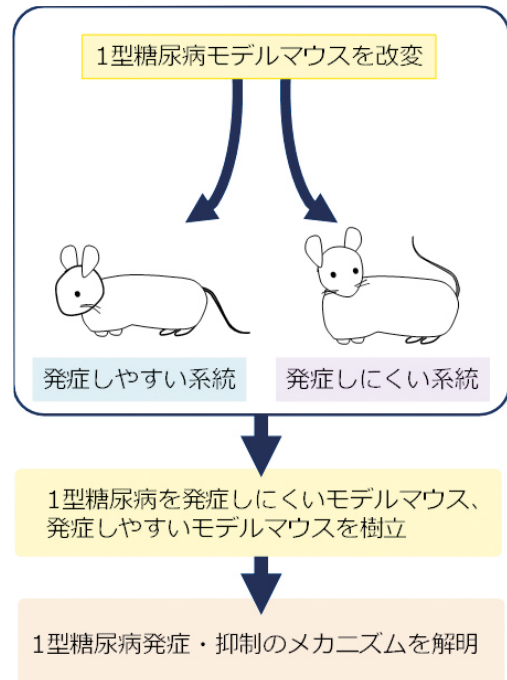 1型糖尿病モデルマウスを改変
発症しやすい系統
発症しにくい系統
1型糖尿病を発症しにくいモデルマウス、
発症しやすいモデルマウスを樹立
1型糖尿病発症・抑制のメカニズムを解明